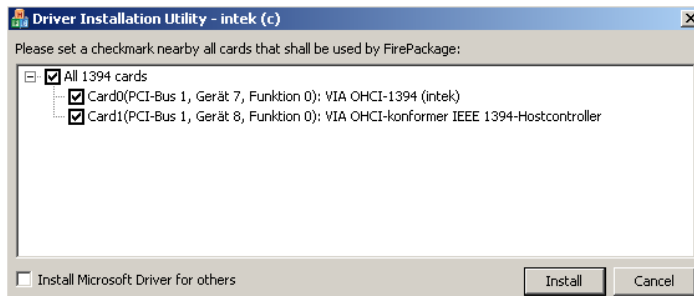 Driver Installation Utility - intek (c)
Please set a checkmark nearby all cards that shall be used by FirePackage:
All 1394 cards
Card0(PCI-Bus 1, Gerät 7, Funktion 0): VIA OHCI-1394 (intek)
Card1(PCI-Bus 1, Gerät 8, Funktion 0): VIA OHCI-konformer IEEE 1394-Hostcontroller
Install Microsoft Driver for others
Install Cancel